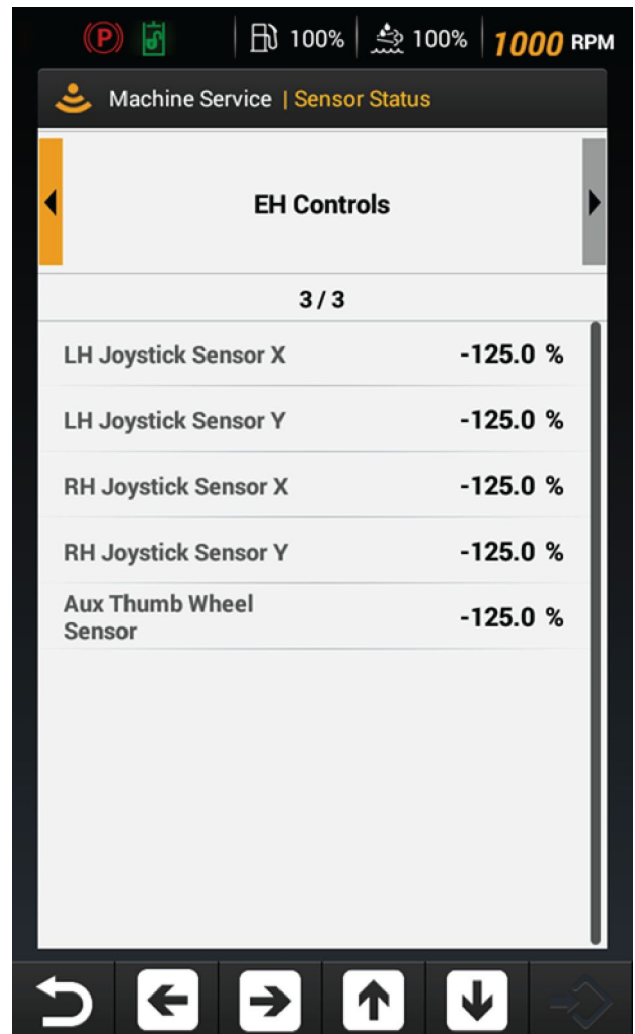 (P) 100% 100% 1000 RPM
Machine Service | Sensor Status
EH Controls
3 / 3
LH Joystick Sensor X -125.0 %
LH Joystick Sensor Y -125.0 %
RH Joystick Sensor X -125.0 %
RH Joystick Sensor Y -125.0 %
Aux Thumb Wheel
Sensor -125.0 %